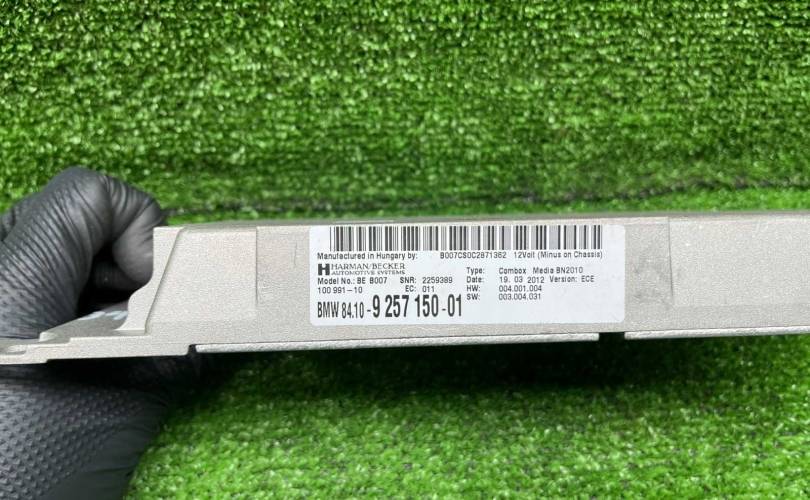 Manufactured in Hungary by: B007CS0C2871362 12Volt (Minus on Chassis)
HARMAN/BECKER
AUTOMOTIVE SYSTEMS
Type: Combox Media BN2010
Model No.: BE B007 SNR: 2259389 Date: 19. 03 2012 Version: ECE
100 991-10 EC: 011 HW: 004.001.004
SW: 003.004.031
BMW 84.10 -9 257 150 -01